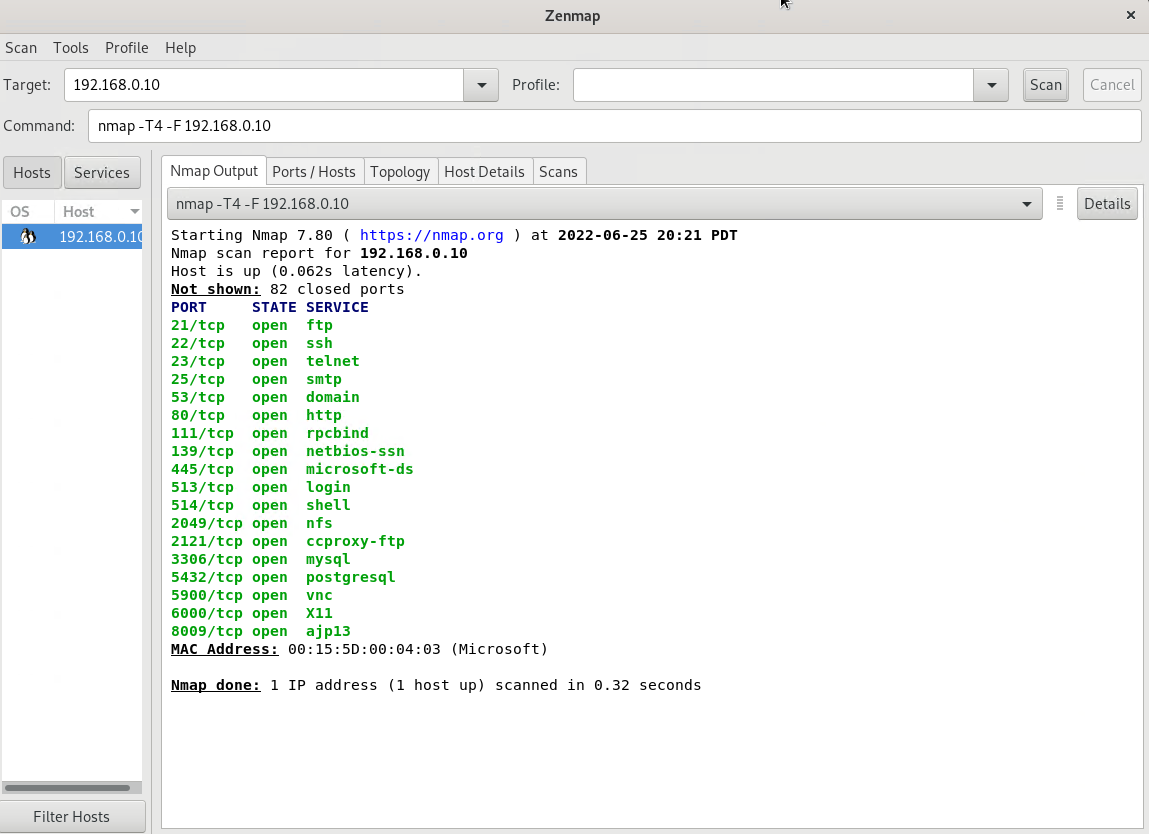 Zenmap
Scan Tools Profile Help
Target: 192.168.0.10 Profile: Scan Cancel
Command: nmap -T4 -F 192.168.0.10
Hosts Services
OS Host
192.168.0.10
Nmap Output Ports / Hosts Topology Host Details Scans
nmap -T4 -F 192.168.0.10 Details
Starting Nmap 7.80 ( https://nmap.org ) at 2022-06-25 20:21 PDT
Nmap scan report for 192.168.0.10
Host is up (0.062s latency).
Not shown: 82 closed ports
PORT     STATE SERVICE
21/tcp   open  ftp
22/tcp   open  ssh
23/tcp   open  telnet
25/tcp   open  smtp
53/tcp   open  domain
80/tcp   open  http
111/tcp  open  rpcbind
139/tcp  open  netbios-ssn
445/tcp  open  microsoft-ds
513/tcp  open  login
514/tcp  open  shell
2049/tcp open  nfs
2121/tcp open  ccproxy-ftp
3306/tcp open  mysql
5432/tcp open  postgresql
5900/tcp open  vnc
6000/tcp open  X11
8009/tcp open  ajp13
MAC Address: 00:15:5D:00:04:03 (Microsoft)
Nmap done: 1 IP address (1 host up) scanned in 0.32 seconds
Filter Hosts